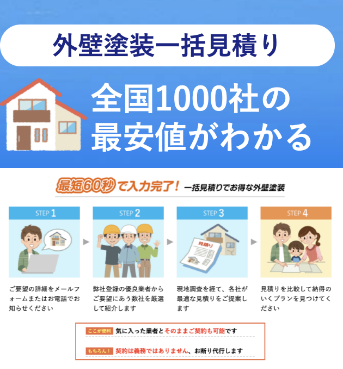 外壁塗装一括見積り
全国1000社の
最安値がわかる
最短60秒で入力完了! 一括見積りでお得な外壁塗装
STEP 1
STEP 2
STEP 3
STEP 4
見積り
ご要望の詳細をメールフ
ォームまたはお電話でお
知らせください
弊社登録の優良業者から
ご要望にあう数社を厳選
して紹介します
現地調査を経て、各社が
最適な見積りをご提案し
ます
見積りを比較して納得の
いくプランを見つけてく
ださい
ここが便利 気に入った業者とそのままご契約も可能です
もちろん! 契約は義務ではありません、お断り代行します